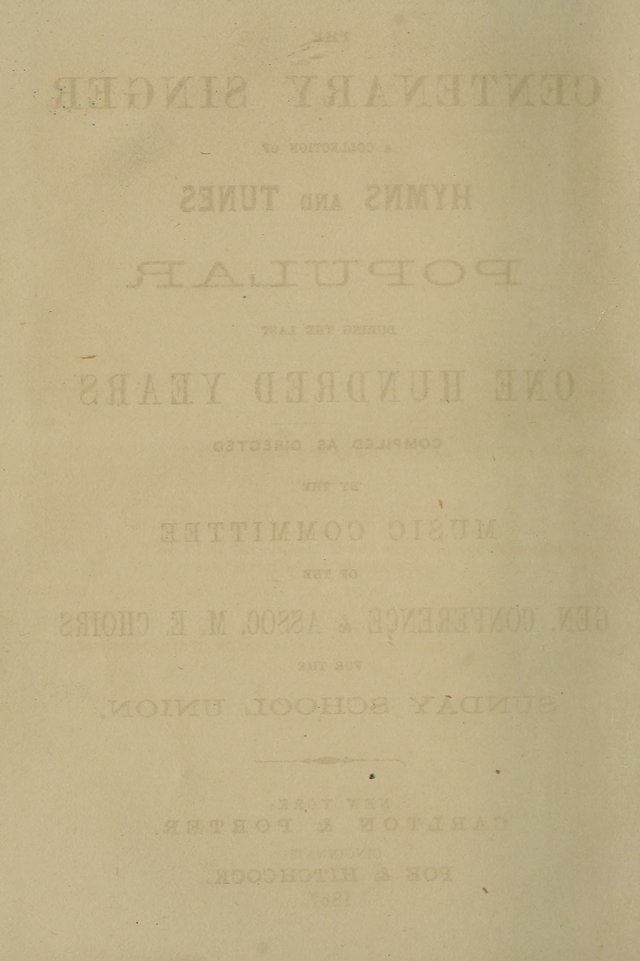 THE
CENTENARY SINGER
A COLLECTION OF
HYMNS AND TUNES
POPULAR
DURING THE LAST
ONE HUNDRED YEARS
COMPILED AS DIRECTED
BY THE
MUSIC COMMITTEE
OF THE
GEN. CONFERENCE & ASSOC. M. E. CHOIRS
FOR THE
SUNDAY SCHOOL UNION.
NEW YORK:
CARLTON & PORTER.
CINCINNATI:
POE & HITCHCOCK.
1867